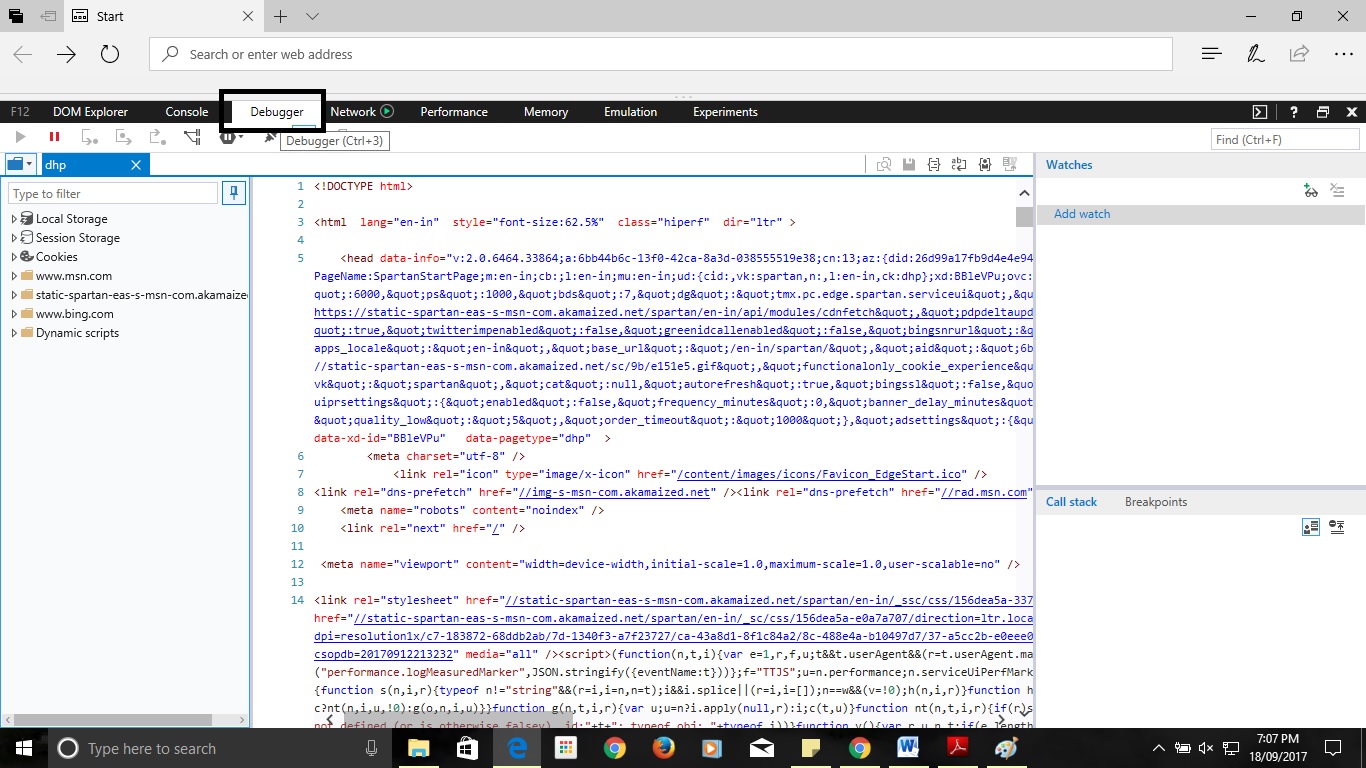 Start
Search or enter web address
F12 DOM Explorer Console Debugger Network Performance Memory Emulation Experiments ?
Debugger (Ctrl+3)
Find (Ctrl+F)
dhp
Type to filter
Local Storage
Session Storage
Cookies
www.msn.com
static-spartan-eas-s-msn-com.akamaized
www.bing.com
Dynamic scripts
1 <!DOCTYPE html>
2
3 <html lang="en-in" style="font-size:62.5%" class="hiperf" dir="ltr" >
4
5 <head data-info="v:2.0.6464.33864;a:6bb44b6c-13f0-42ca-8a3d-038555519e38;cn:13;az:{did:26d99a17fb9d4e4e94
PageName:SpartanStartPage;m:en-in;cb:;l:en-in;mu:en-in;ud:{cid:,vk:spartan,n:,l:en-in,ck:dhp};xd:BBleVPu;ovc:
quot;:6000,&quot;ps&quot;:1000,&quot;bds&quot;:7,&quot;dg&quot;:&quot;tmx.pc.edge.spartan.serviceui&quot;,&qu
https://static-spartan-eas-s-msn-com.akamaized.net/spartan/en-in/api/modules/cdnfetch&quot;,&quot;pdpdeltaupd
quot;:true,&quot;twitterimpenabled&quot;:false,&quot;greenidcallenabled&quot;:false,&quot;bingsnrurl&quot;:&q
apps_locale&quot;:&quot;en-in&quot;,&quot;base_url&quot;:&quot;/en-in/spartan/&quot;,&quot;aid&quot;:&quot;6b
//static-spartan-eas-s-msn-com.akamaized.net/sc/9b/e151e5.gif&quot;,&quot;functionalonly_cookie_experience&qu
vk&quot;:&quot;spartan&quot;,&quot;cat&quot;:null,&quot;autorefresh&quot;:true,&quot;bingssl&quot;:false,&quo
uiprsettings&quot;:{&quot;enabled&quot;:false,&quot;frequency_minutes&quot;:0,&quot;banner_delay_minutes&quot
&quot;quality_low&quot;:&quot;5&quot;,&quot;order_timeout&quot;:&quot;1000&quot;},&quot;adsettings&quot;:{&qu
data-xd-id="BBleVPu" data-pagetype="dhp" >
6 <meta charset="utf-8" />
7 <link rel="icon" type="image/x-icon" href="/content/images/icons/Favicon_EdgeStart.ico" />
8 <link rel="dns-prefetch" href="//img-s-msn-com.akamaized.net" /><link rel="dns-prefetch" href="//rad.msn.com"
9 <meta name="robots" content="noindex" />
10 <link rel="next" href="/" />
11
12 <meta name="viewport" content="width=device-width,initial-scale=1.0,maximum-scale=1.0,user-scalable=no" />
13
14 <link rel="stylesheet" href="//static-spartan-eas-s-msn-com.akamaized.net/spartan/en-in/_ssc/css/156dea5a-337
href="//static-spartan-eas-s-msn-com.akamaized.net/spartan/en-in/_sc/css/156dea5a-e0a7a707/direction=ltr.loca
dpi=resolution1x/c7-183872-68ddb2ab/7d-1340f3-a7f23727/ca-43a8d1-8f1c84a2/8c-488e4a-b10497d7/37-a5cc2b-e0eee0
csopdb=20170912213232" media="all" /><script>(function(n,t,i){var e=1,r,f,u;t&&t.userAgent&&(r=t.userAgent.ma
("performance.logMeasuredMarker",JSON.stringify({eventName:t}))};f="TTJS";u=n.performance;n.serviceUiPerfMark
{function s(n,i,r){typeof n!="string"&&(r=i,i=n,n=t);i&&i.splice||(r=i,i=[]);n==w&&(v=!0);h(n,i,r)}function h
c?nt(n,i,u,!0):g(o,n,i,u)}}function g(n,t,i,r){var u;u=n?i.apply(null,r):i;c(t,u)}function nt(n,t,i,r){if(r)s
not defined (or is otherwise falsey), id:"+t+"; typeof obj: "+typeof i))}function y(){var r,u,n,t;if(e.length
Watches
Add watch
Call stack Breakpoints
Type here to search
7:07 PM
18/09/2017